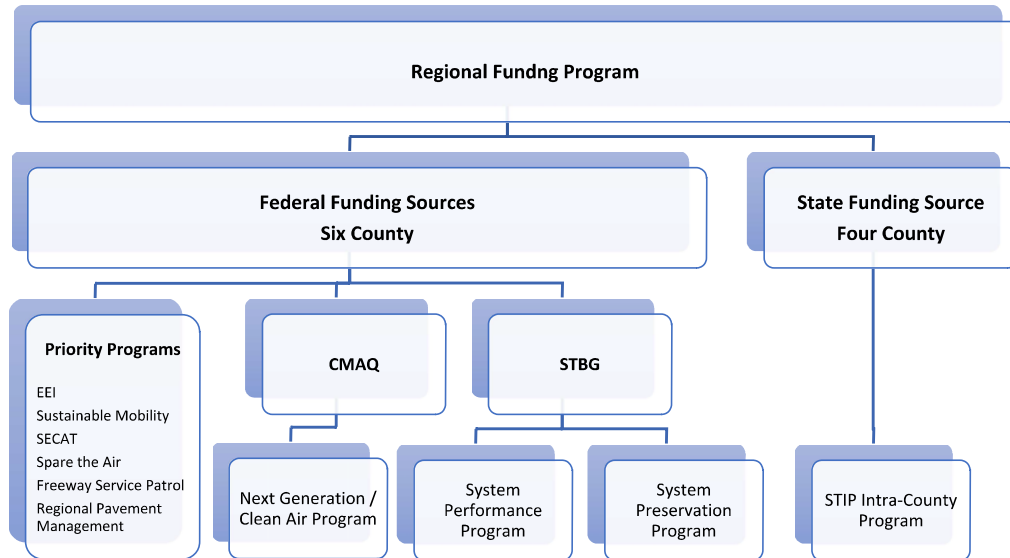 Regional Fundng Program
Federal Funding Sources
Six County
State Funding Source
Four County
Priority Programs
EEI
Sustainable Mobility
SECAT
Spare the Air
Freeway Service Patrol
Regional Pavement
Management
CMAQ
STBG
Next Generation /
Clean Air Program
System
Performance
Program
System
Preservation
Program
STIP Intra-County
Program